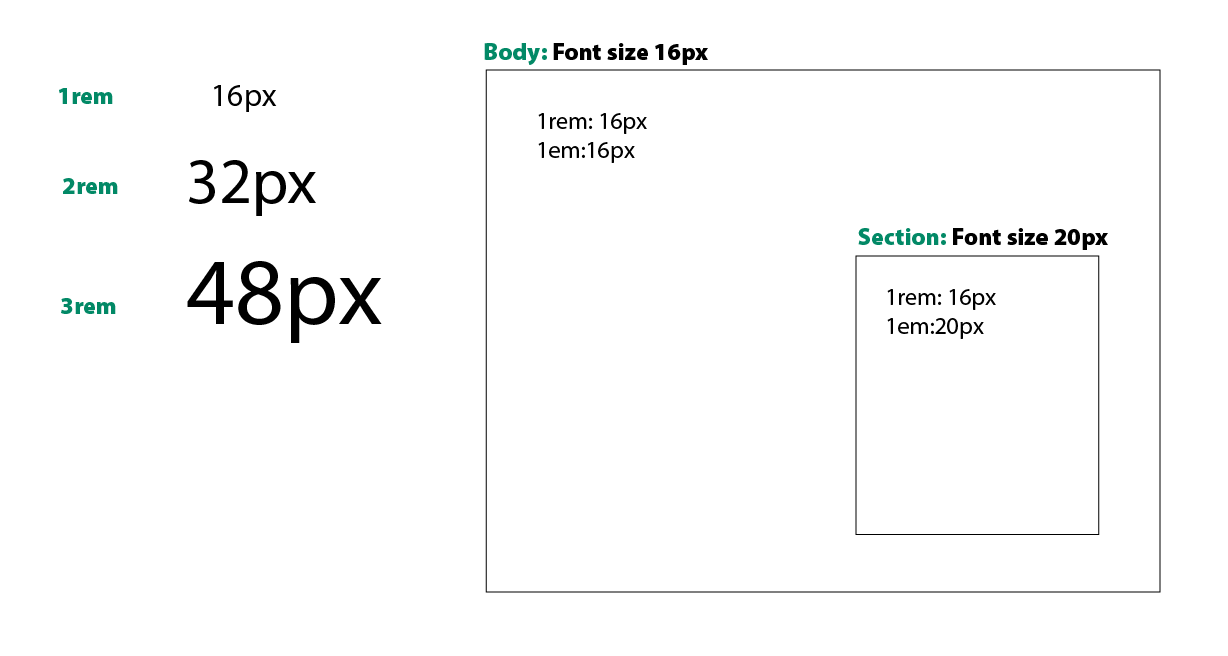 1rem 16px
2rem 32px
3rem 48px
Body: Font size 16px
1rem: 16px
1em:16px
Section: Font size 20px
1rem: 16px
1em:20px